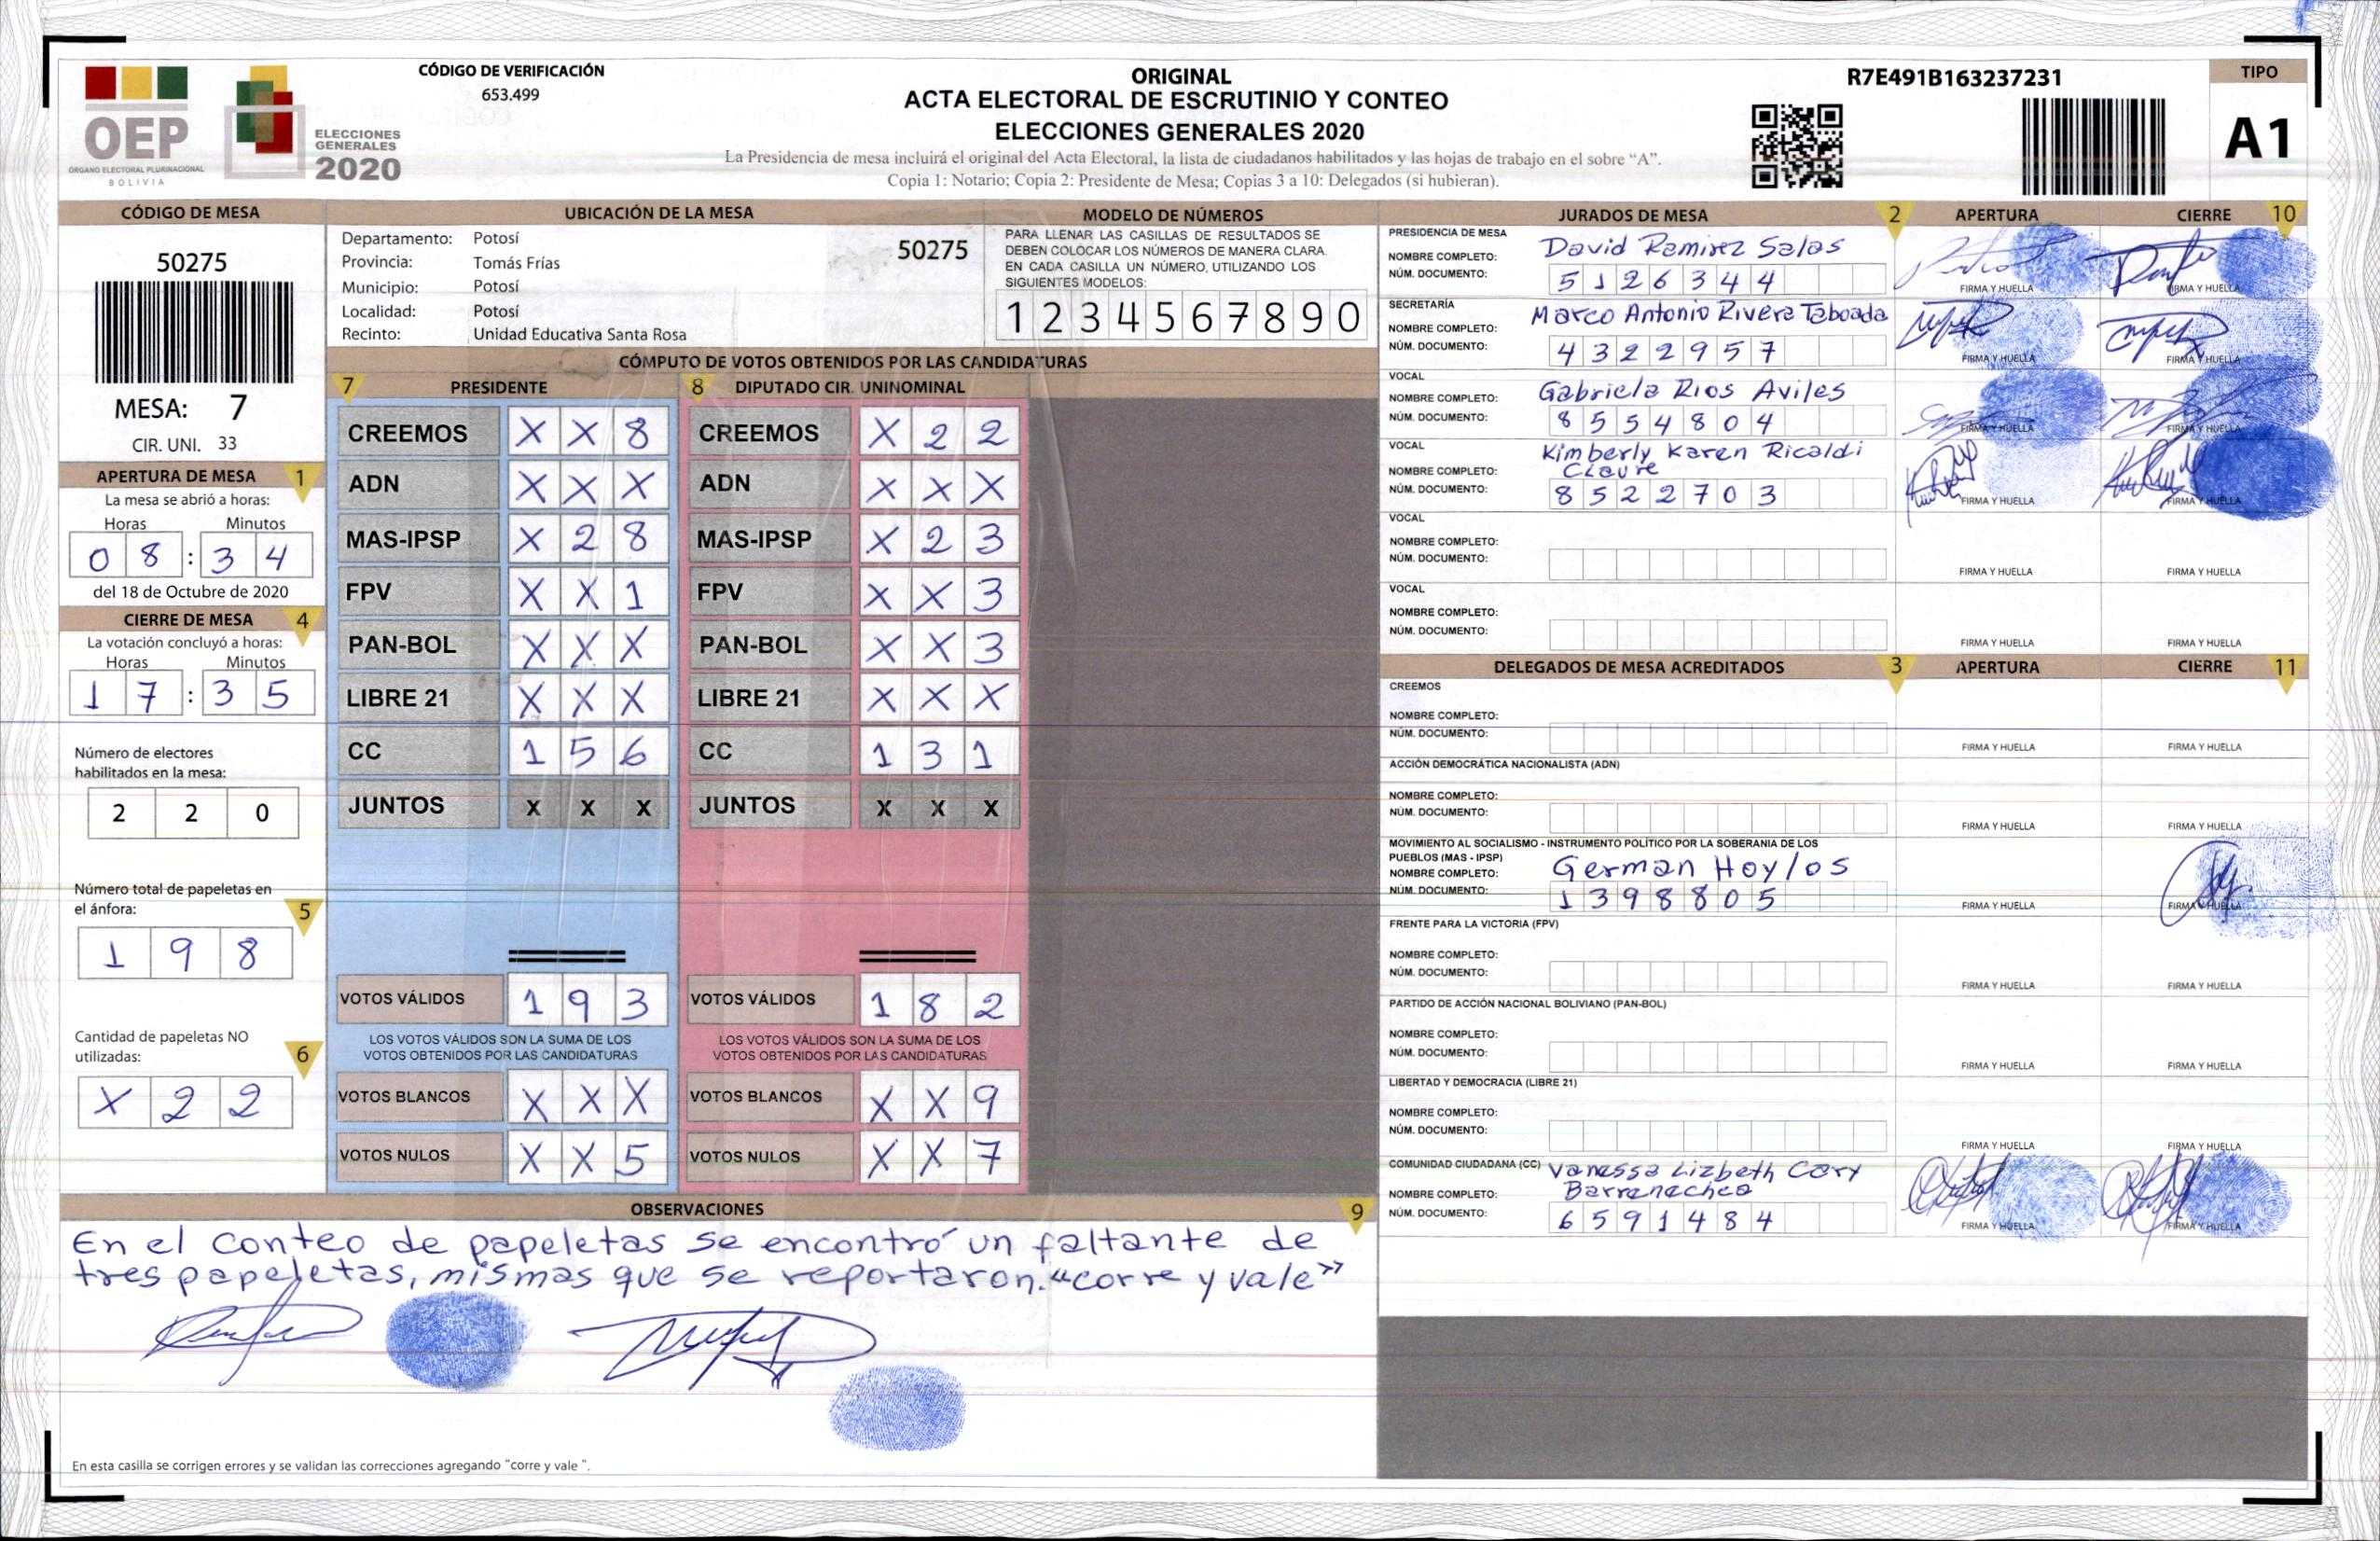 OEP
ÓRGANO ELECTORAL PLURINACIONAL
BOLIVIA
ELECCIONES
GENERALES
2020
CÓDIGO DE VERIFICACIÓN
653.499
ORIGINAL
ACTA ELECTORAL DE ESCRUTINIO Y CONTEO
ELECCIONES GENERALES 2020
La Presidencia de mesa incluirá el original del Acta Electoral, la lista de ciudadanos habilitados y las hojas de trabajo en el sobre “A”.
Copia 1: Notario; Copia 2: Presidente de Mesa; Copias 3 a 10: Delegados (si hubieran).
R7E491B163237231
TIPO
A1
CÓDIGO DE MESA
50275
MESA: 7
CIR. UNI. 33
APERTURA DE MESA 1
La mesa se abrió a horas:
Horas Minutos
0 8 : 3 4
del 18 de Octubre de 2020
CIERRE DE MESA 4
La votación concluyó a horas:
Horas Minutos
1 7 : 3 5
Número de electores
habilitados en la mesa:
2 2 0
Número total de papeletas en
el ánfora: 5
1 9 8
Cantidad de papeletas NO
utilizadas: 6
X 2 2
UBICACIÓN DE LA MESA
Departamento: Potosí
Provincia: Tomás Frías
Municipio: Potosí
Localidad: Potosí
Recinto: Unidad Educativa Santa Rosa
50275
MODELO DE NÚMEROS
PARA LLENAR LAS CASILLAS DE RESULTADOS SE
DEBEN COLOCAR LOS NÚMEROS DE MANERA CLARA.
EN CADA CASILLA UN NÚMERO, UTILIZANDO LOS
SIGUIENTES MODELOS:
1 2 3 4 5 6 7 8 9 0
CÓMPUTO DE VOTOS OBTENIDOS POR LAS CANDIDATURAS
7 PRESIDENTE
CREEMOS X X 8
ADN X X X
MAS-IPSP X 2 8
FPV X X 1
PAN-BOL X X X
LIBRE 21 X X X
CC 1 5 6
JUNTOS X X X
VOTOS VÁLIDOS 1 9 3
LOS VOTOS VÁLIDOS SON LA SUMA DE LOS
VOTOS OBTENIDOS POR LAS CANDIDATURAS
VOTOS BLANCOS X X X
VOTOS NULOS X X 5
8 DIPUTADO CIR. UNINOMINAL
CREEMOS X 2 2
ADN X X X
MAS-IPSP X 2 3
FPV X X 3
PAN-BOL X X 3
LIBRE 21 X X X
CC 1 3 1
JUNTOS X X X
VOTOS VÁLIDOS 1 8 2
LOS VOTOS VÁLIDOS SON LA SUMA DE LOS
VOTOS OBTENIDOS POR LAS CANDIDATURAS
VOTOS BLANCOS X X 9
VOTOS NULOS X X 7
OBSERVACIONES 9
En el conteo de papeletas se encontró un faltante de
tres papeletas, mismas que se reportaron. "corre y vale"
En esta casilla se corrigen errores y se validan las correcciones agregando "corre y vale ".
JURADOS DE MESA 2 APERTURA CIERRE 10
PRESIDENCIA DE MESA
NOMBRE COMPLETO: David Ramirez Salas
NÚM. DOCUMENTO: 5 1 2 6 3 4 4
FIRMA Y HUELLA FIRMA Y HUELLA
SECRETARÍA
NOMBRE COMPLETO: Marco Antonio Rivera Taboada
NÚM. DOCUMENTO: 4 3 2 2 9 5 7
FIRMA Y HUELLA FIRMA Y HUELLA
VOCAL
NOMBRE COMPLETO: Gabriela Rios Aviles
NÚM. DOCUMENTO: 8 5 5 4 8 0 4
FIRMA Y HUELLA FIRMA Y HUELLA
VOCAL
NOMBRE COMPLETO: Kimberly Karen Ricaldi
Claure
NÚM. DOCUMENTO: 8 5 2 2 7 0 3
FIRMA Y HUELLA FIRMA Y HUELLA
VOCAL
NOMBRE COMPLETO:
NÚM. DOCUMENTO:
FIRMA Y HUELLA FIRMA Y HUELLA
VOCAL
NOMBRE COMPLETO:
NÚM. DOCUMENTO:
FIRMA Y HUELLA FIRMA Y HUELLA
DELEGADOS DE MESA ACREDITADOS 3 APERTURA CIERRE 11
CREEMOS
NOMBRE COMPLETO:
NÚM. DOCUMENTO:
FIRMA Y HUELLA FIRMA Y HUELLA
ACCIÓN DEMOCRÁTICA NACIONALISTA (ADN)
NOMBRE COMPLETO:
NÚM. DOCUMENTO:
FIRMA Y HUELLA FIRMA Y HUELLA
MOVIMIENTO AL SOCIALISMO - INSTRUMENTO POLÍTICO POR LA SOBERANIA DE LOS
PUEBLOS (MAS - IPSP)
NOMBRE COMPLETO: German Hoylos
NÚM. DOCUMENTO: 1 3 9 8 8 0 5
FIRMA Y HUELLA FIRMA Y HUELLA
FRENTE PARA LA VICTORIA (FPV)
NOMBRE COMPLETO:
NÚM. DOCUMENTO:
FIRMA Y HUELLA FIRMA Y HUELLA
PARTIDO DE ACCIÓN NACIONAL BOLIVIANO (PAN-BOL)
NOMBRE COMPLETO:
NÚM. DOCUMENTO:
FIRMA Y HUELLA FIRMA Y HUELLA
LIBERTAD Y DEMOCRACIA (LIBRE 21)
NOMBRE COMPLETO:
NÚM. DOCUMENTO:
FIRMA Y HUELLA FIRMA Y HUELLA
COMUNIDAD CIUDADANA (CC) Vanessa Lizbeth Cary
NOMBRE COMPLETO: Barrenechea
NÚM. DOCUMENTO: 6 5 9 1 4 8 4
FIRMA Y HUELLA FIRMA Y HUELLA